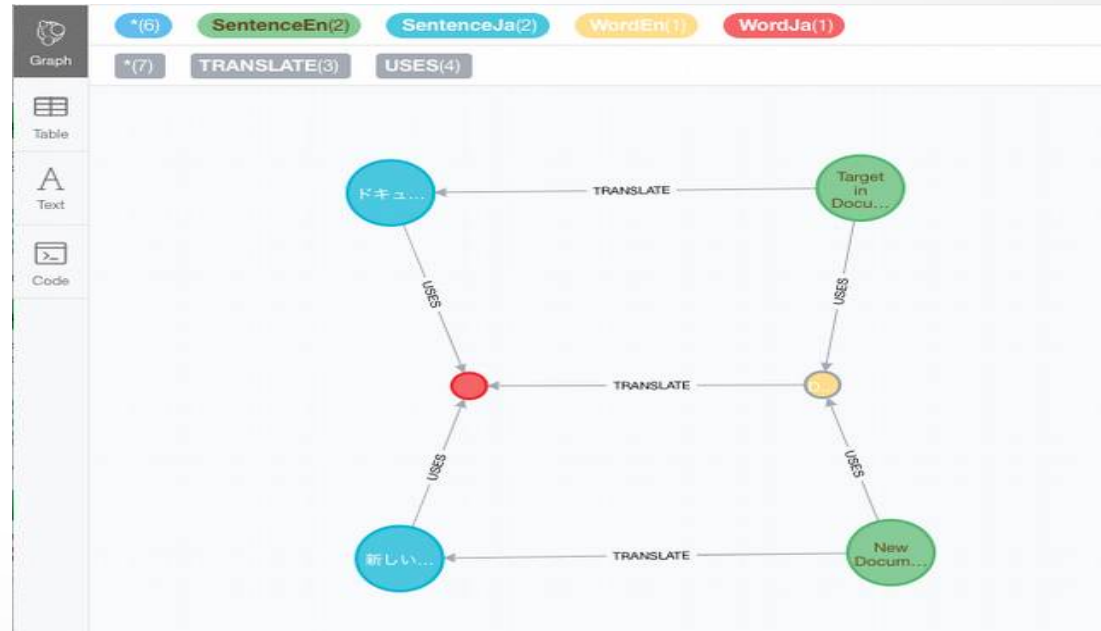 *(6) SentenceEn(2) SentenceJa(2) WordEn(1) WordJa(1)
*(7) TRANSLATE(3) USES(4)
Graph
Table
Text
Code
ドキュ...
TRANSLATE
Target
in
Docu...
USES
USES
TRANSLATE
D...
USES
USES
新しい...
TRANSLATE
New
Docum...